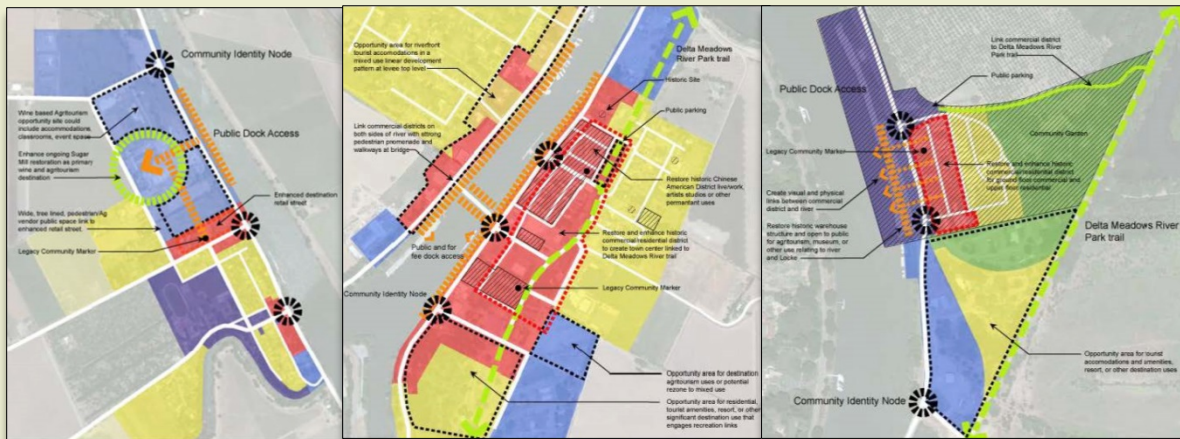 Community Identity Node
Wine based Agritourism
opportunity site could
include accommodations,
classrooms, event space
Public Dock Access
Enhance ongoing Sugar
Mill restoration as primary
wine and agritourism
destination
Enhanced destination
retail street
Wide, tree lined, pedestrian/Ag
vendor public space link to
enhanced retail street.
Legacy Community Marker
Opportunity area for riverfront
tourist accomodations in a
mixed use linear development
pattern at levee top level
Delta Meadows
River Park trail
Historic Site
Public parking
Link commercial districts on
both sides of river with strong
pedestrian promenade and
walkways at bridge
Restore historic Chinese
American District live/work,
artists studios or other
permantant uses
Restore and enhance historic
commercial/residential district
to create town center linked to
Delta Meadows River trail
Public and for
fee dock access
Legacy Community Marker
Community Identity Node
Opportunity area for destination
agritourism uses or potential
rezone to mixed use
Opportunity area for residential,
tourist amenities, resort, or other
significant destination use that
engages recreation links
Link commercial district
to Delta Meadows River
Park trail
Public parking
Public Dock Access
Community Garden
Legacy Community Marker
Restore and enhance historic
commercial/residential district
for ground floor commercial and
upper floor residential
Create visual and physical
links between commercial
district and river
Restore historic warehouse
structure and open to public
for agritourism, museum, or
other use relating to river
and Locke
Delta Meadows River
Park trail
Opportunity area for tourist
accomodations and amenities,
resort, or other destination uses
Community Identity Node